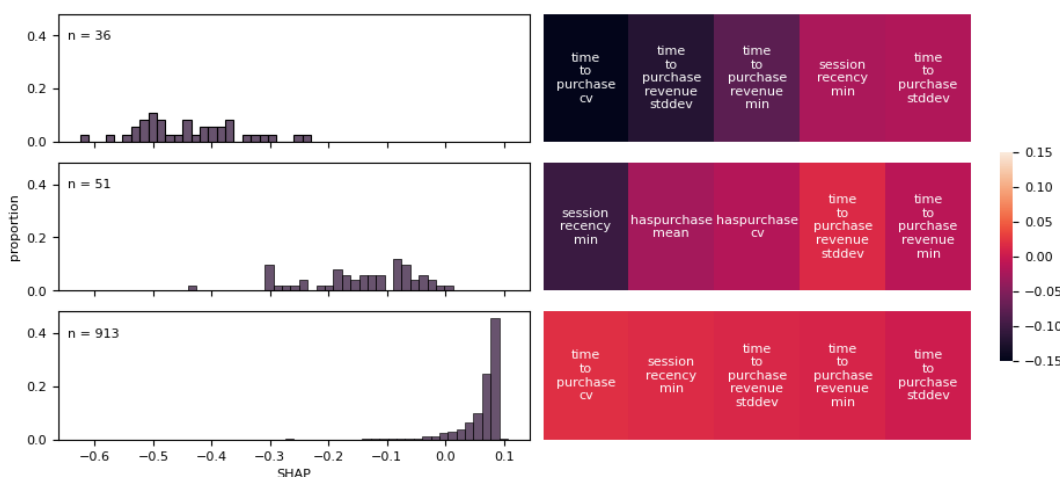 n = 36
0.4
0.2
0.0
time
to
purchase
cv
time
to
purchase
revenue
stddev
time
to
purchase
revenue
min
session
recency
min
time
to
purchase
stddev
proportion
n = 51
0.4
0.2
0.0
session
recency
min
haspurchase
mean
haspurchase
cv
time
to
purchase
revenue
stddev
time
to
purchase
revenue
min
n = 913
0.4
0.2
0.0
−0.6
−0.5
−0.4
−0.3
−0.2
−0.1
0.0
0.1
SHAP
time
to
purchase
cv
session
recency
min
time
to
purchase
revenue
stddev
time
to
purchase
revenue
min
time
to
purchase
stddev
0.15
0.10
0.05
0.00
−0.05
−0.10
−0.15